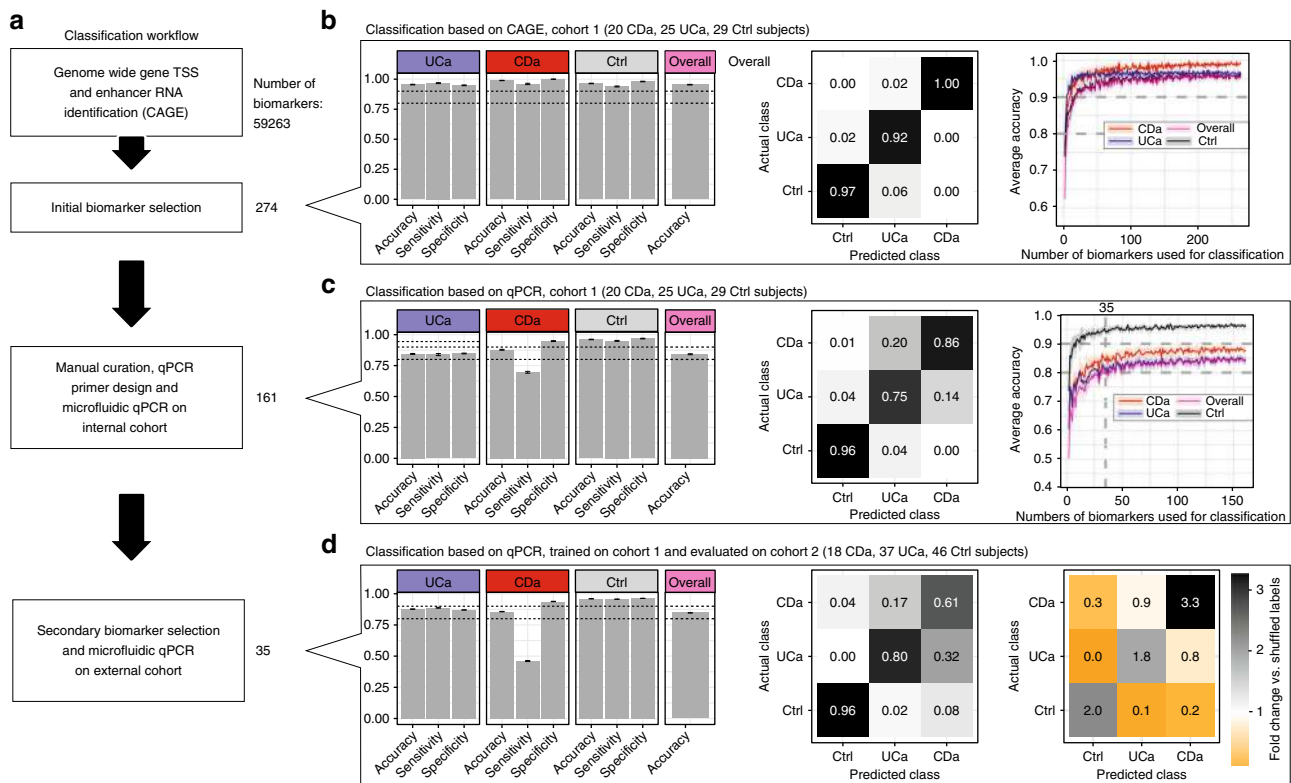 a
Classification workflow
Genome wide gene TSS
and enhancer RNA
identification (CAGE)
Number of
biomarkers:
59263
Initial biomarker selection
274
Manual curation, qPCR
primer design and
microfluidic qPCR on
internal cohort
161
Secondary biomarker selection
and microfluidic qPCR
on external cohort
35
b
Classification based on CAGE, cohort 1 (20 CDa, 25 UCa, 29 Ctrl subjects)
UCa CDa Ctrl Overall
1.00
0.75
0.50
0.25
0.00
Accuracy Sensitivity Specificity Accuracy Sensitivity Specificity Accuracy Sensitivity Specificity Accuracy
Overall
Actual class
CDa 0.00 0.02 1.00
UCa 0.02 0.92 0.00
Ctrl 0.97 0.06 0.00
Ctrl UCa CDa
Predicted class
Average accuracy
1.0
0.9
0.8
0.7
0.6
CDa Overall
UCa Ctrl
0 100 200
Number of biomarkers used for classification
c
Classification based on qPCR, cohort 1 (20 CDa, 25 UCa, 29 Ctrl subjects)
UCa CDa Ctrl Overall
1.00
0.75
0.50
0.25
0.00
Accuracy Sensitivity Specificity Accuracy Sensitivity Specificity Accuracy Sensitivity Specificity Accuracy
Actual class
CDa 0.01 0.20 0.86
UCa 0.04 0.75 0.14
Ctrl 0.96 0.04 0.00
Ctrl UCa CDa
Predicted class
35
Average accuracy
1.0
0.9
0.8
0.7
0.6
0.5
0.4
CDa Overall
UCa Ctrl
0 50 100 150
Numbers of biomarkers used for classification
d
Classification based on qPCR, trained on cohort 1 and evaluated on cohort 2 (18 CDa, 37 UCa, 46 Ctrl subjects)
UCa CDa Ctrl Overall
1.00
0.75
0.50
0.25
0.00
Accuracy Sensitivity Specificity Accuracy Sensitivity Specificity Accuracy Sensitivity Specificity Accuracy
Actual class
CDa 0.04 0.17 0.61
UCa 0.00 0.80 0.32
Ctrl 0.96 0.02 0.08
Ctrl UCa CDa
Predicted class
Actual class
CDa 0.3 0.9 3.3
UCa 0.0 1.8 0.8
Ctrl 2.0 0.1 0.2
Ctrl UCa CDa
Predicted class
3
2
1
Fold change vs. shuffled labels